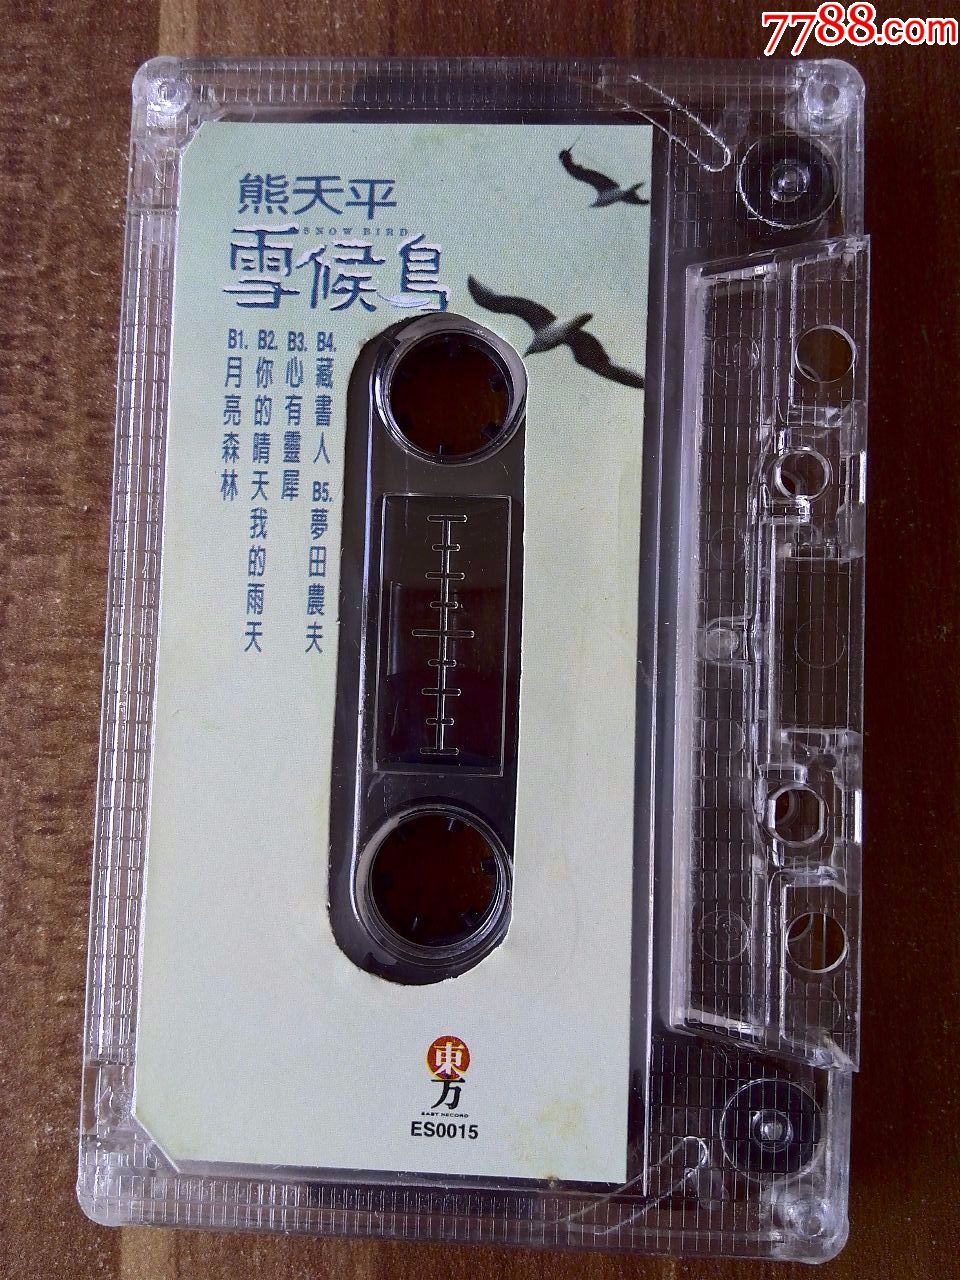 7788.com
熊天平
SNOW BIRD
雪候鳥
B1.月亮森林
B2.你的晴天我的雨天
B3.心有靈犀
B4.藏書人
B5.夢田農夫
東方
EAST RECORD
ES0015